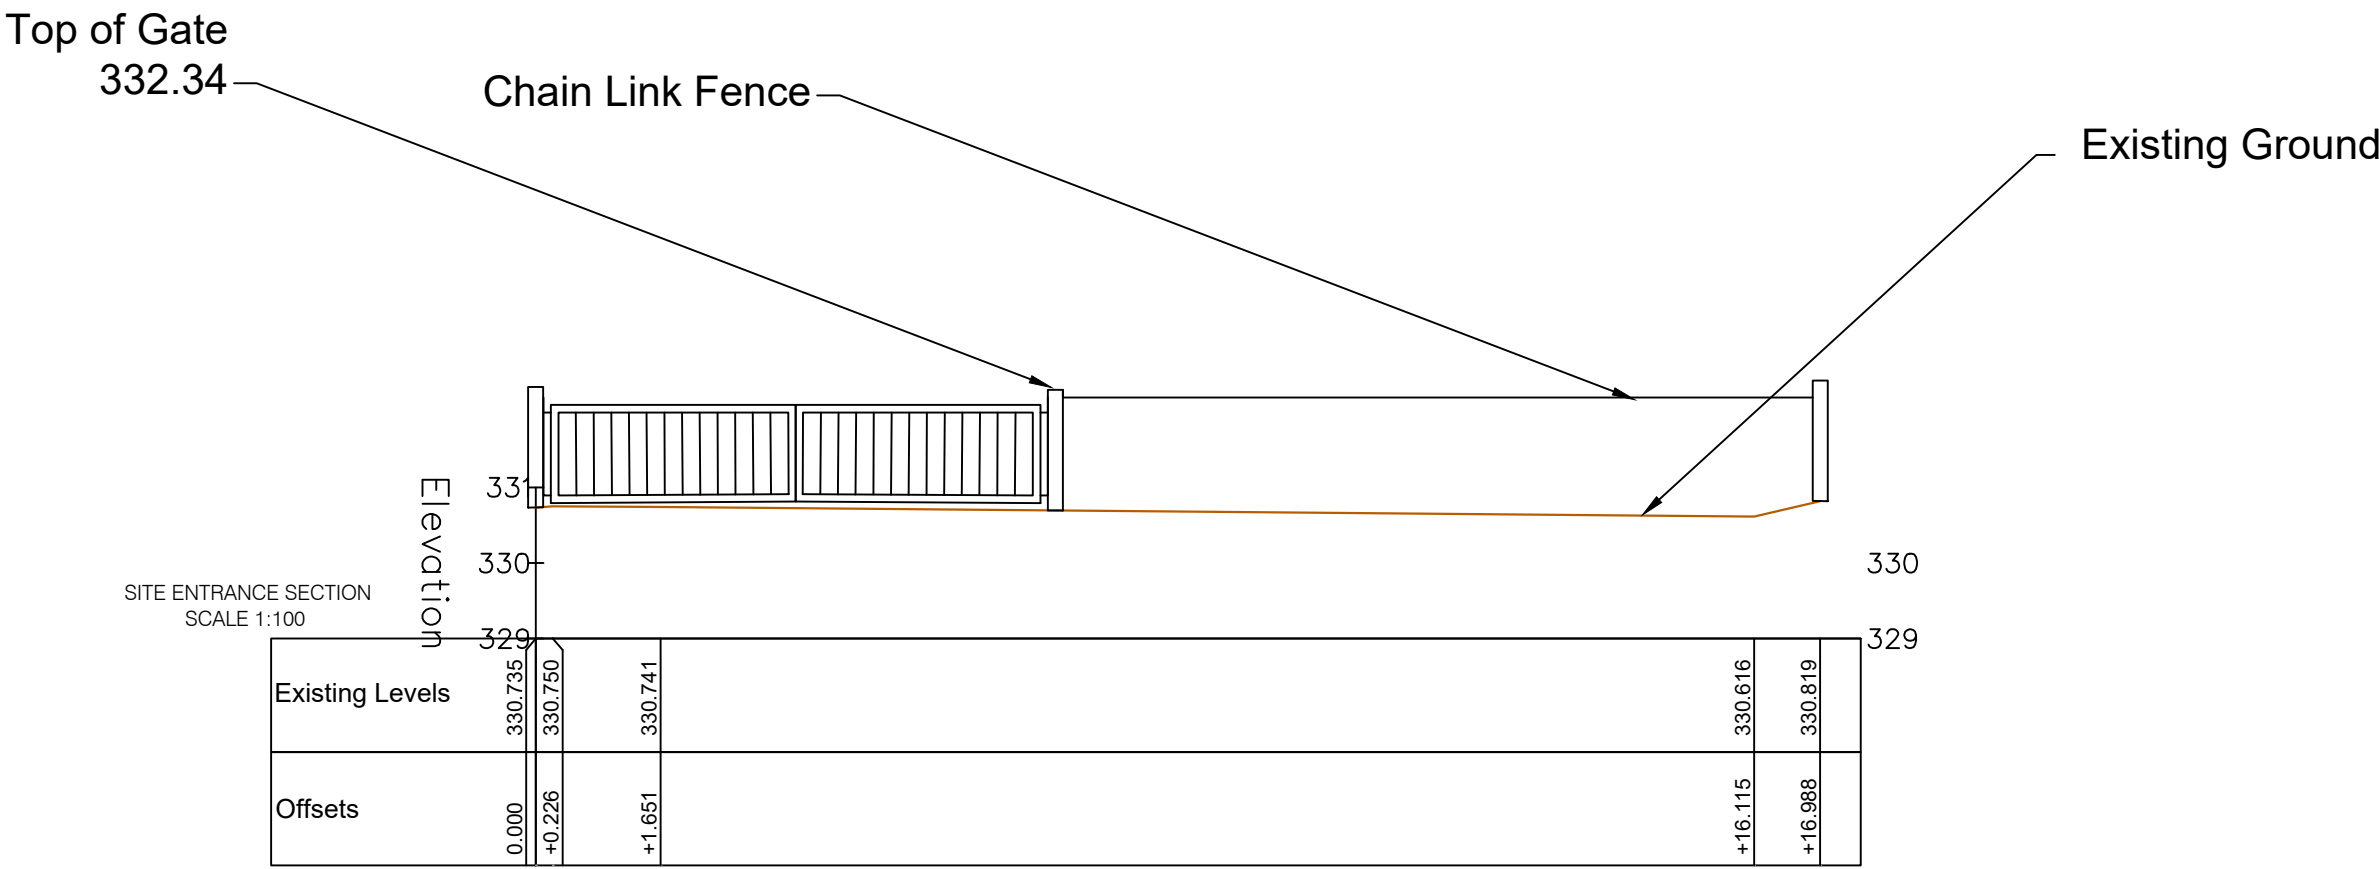 Top of Gate
332.34
Chain Link Fence
Existing Ground
Elevation
331
330
329
330
329
SITE ENTRANCE SECTION
SCALE 1:100
Existing Levels
330.735
330.750
330.741
330.616
330.819
Offsets
0.000
+0.226
+1.651
+16.115
+16.988